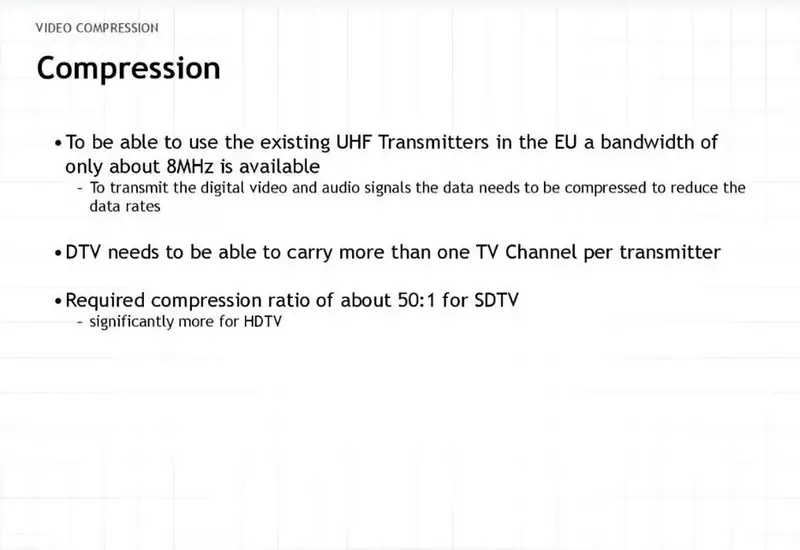 VIDEO COMPRESSION
Compression
• To be able to use the existing UHF Transmitters in the EU a bandwidth of
only about 8MHz is available
– To transmit the digital video and audio signals the data needs to be compressed to reduce the
data rates
• DTV needs to be able to carry more than one TV Channel per transmitter
• Required compression ratio of about 50:1 for SDTV
– significantly more for HDTV